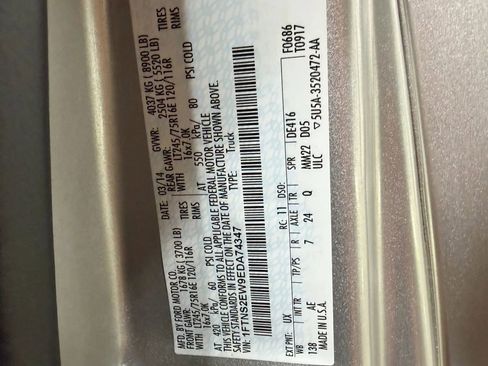 MFD. BY FORD MOTOR CO.
DATE: 03/14 GVWR: 4037 KG ( 8900 LB)
FRONT GAWR: 1678 KG ( 3700 LB) REAR GAWR: 2504 KG ( 5520 LB)
LT245/75R16E 120/116R TIRES WITH LT245/75R16E 120/116R TIRES
16x7.0K RIMS 16x7.0K RIMS
AT 420 kPa/ 60 PSI COLD AT 550 kPa/ 80 PSI COLD
THIS VEHICLE CONFORMS TO ALL APPLICABLE FEDERAL MOTOR VEHICLE
SAFETY STANDARDS IN EFFECT ON THE DATE OF MANUFACTURE SHOWN ABOVE.
VIN: 1FTNS2EW9EDA74347 TYPE: Truck
F0686
T0917
EXT PNT: UX RC: 11 DSO:
WB INT TR TP/PS R AXLE TR SPR DE416
138 AE 7 24 Q MM22 D05
MADE IN U.S.A. ULC
5U5A-3520472-AA